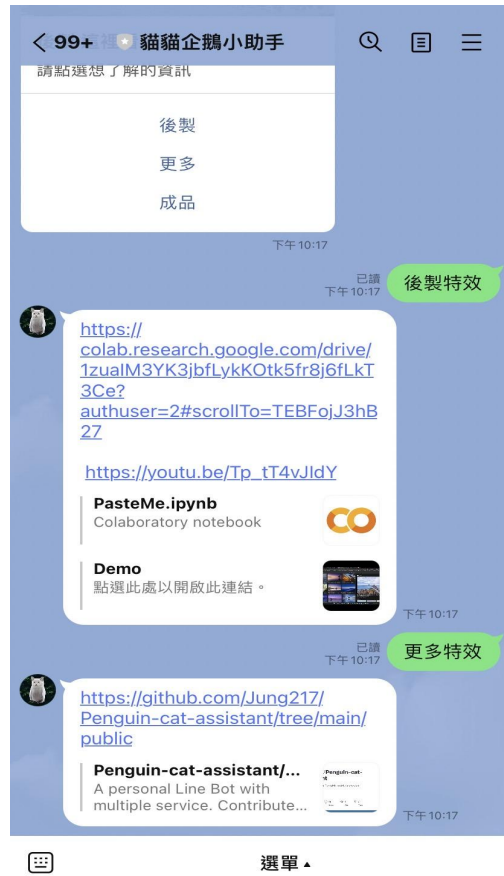 99+
貓貓企鵝小助手
請點選想了解的資訊
後製
更多
成品
下午10:17
已讀
下午10:17
後製特效
https://
colab.research.google.com/drive/
1zuaIM3YK3jbfLykKOtk5fr8j6fLkT
3Ce?
authuser=2#scrollTo=TEBFojJ3hB
27
https://youtu.be/Tp_tT4vJIdY
PasteMe.ipynb
Colaboratory notebook
Demo
點選此處以開啟此連結。
下午10:17
已讀
下午10:17
更多特效
https://github.com/Jung217/
Penguin-cat-assistant/tree/main/
public
Penguin-cat-assistant/...
A personal Line Bot with
multiple service. Contribute...
下午10:17
選單